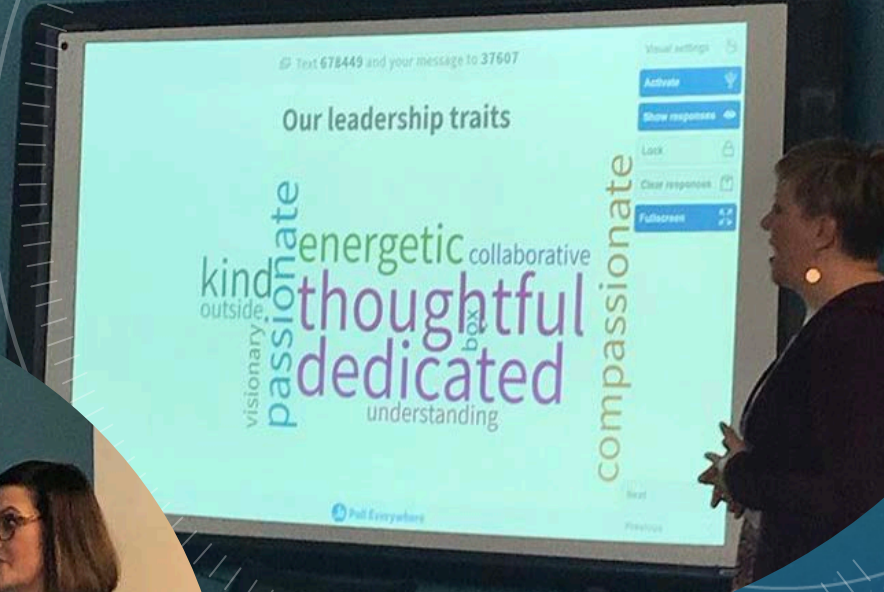 Text 678449 and your message to 37607
Our leadership traits
Visual settings
Activate
Show responses
Lock
Clear responses
Fullscreen
energetic
collaborative
kind
passionate
compassionate
outside
thoughtful
box
visionary
dedicated
understanding
Next
Previous
Poll Everywhere